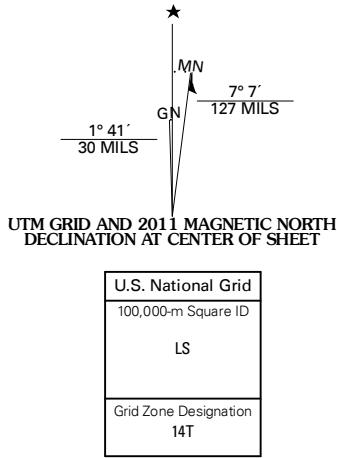 MN
GN
7° 7´
127 MILS
1° 41´
30 MILS
UTM GRID AND 2011 MAGNETIC NORTH
DECLINATION AT CENTER OF SHEET
U.S. National Grid
100,000-m Square ID
LS
Grid Zone Designation
14T